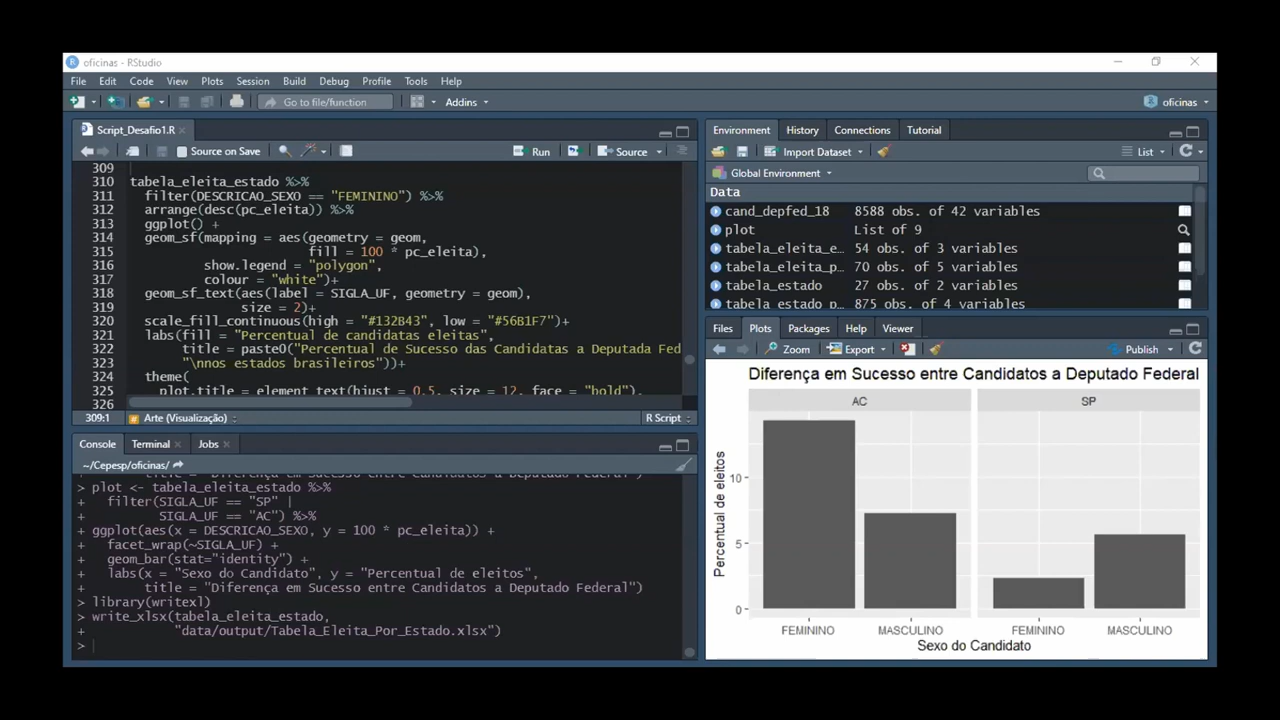 oficinas - RStudio
File Edit Code View Plots Session Build Debug Profile Tools Help
Go to file/function Addins oficinas
Script_Desafio1.R
Source on Save Run Source
309
310 tabela_eleita_estado %>%
311 filter(DESCRICAO_SEXO == "FEMININO") %>%
312 arrange(desc(pc_eleita)) %>%
313 ggplot() +
314 geom_sf(mapping = aes(geometry = geom,
315 fill = 100 * pc_eleita),
316 show.legend = "polygon",
317 colour = "white")+
318 geom_sf_text(aes(label = SIGLA_UF, geometry = geom),
319 size = 2)+
320 scale_fill_continuous(high = "#132B43", low = "#56B1F7")+
321 labs(fill = "Percentual de candidatas eleitas",
322 title = paste0("Percentual de Sucesso das Candidatas a Deputada Fed
323 "\nnos estados brasileiros"))+
324 theme(
325 plot.title = element_text(hjust = 0.5, size = 12, face = "bold"),
326
309:1 Arte (Visualização) R Script
Console Terminal Jobs
~/Cepesp/oficinas/
+ title = "Diferença em Sucesso entre Candidatos a Deputado Federal")
> plot <- tabela_eleita_estado %>%
+ filter(SIGLA_UF == "SP" |
+ SIGLA_UF == "AC") %>%
+ ggplot(aes(x = DESCRICAO_SEXO, y = 100 * pc_eleita)) +
+ facet_wrap(~SIGLA_UF) +
+ geom_bar(stat="identity") +
+ labs(x = "Sexo do Candidato", y = "Percentual de eleitos",
+ title = "Diferença em Sucesso entre Candidatos a Deputado Federal")
> library(writexl)
> write_xlsx(tabela_eleita_estado,
+ "data/output/Tabela_Eleita_Por_Estado.xlsx")
>
Environment History Connections Tutorial
Import Dataset List
Global Environment
Data
cand_depfed_18 8588 obs. of 42 variables
plot List of 9
tabela_eleita_e… 54 obs. of 3 variables
tabela_eleita_p… 70 obs. of 5 variables
tabela_estado 27 obs. of 2 variables
tabela_estado_p… 875 obs. of 4 variables
Files Plots Packages Help Viewer
Zoom Export Publish
Diferença em Sucesso entre Candidatos a Deputado Federal
AC SP
Percentual de eleitos
10
5
0
FEMININO MASCULINO FEMININO MASCULINO
Sexo do Candidato